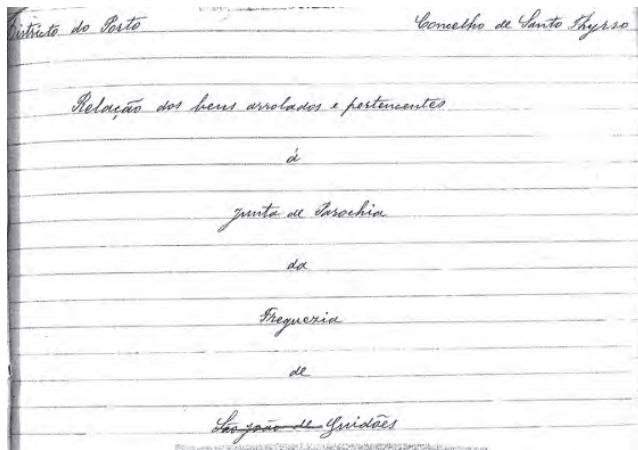 Districto do Porto Concelho de Santo Thyrso
Relação dos bens arrolados e pertencentes
á
Junta de Parochia
da
Freguezia
de
São João de Guidões